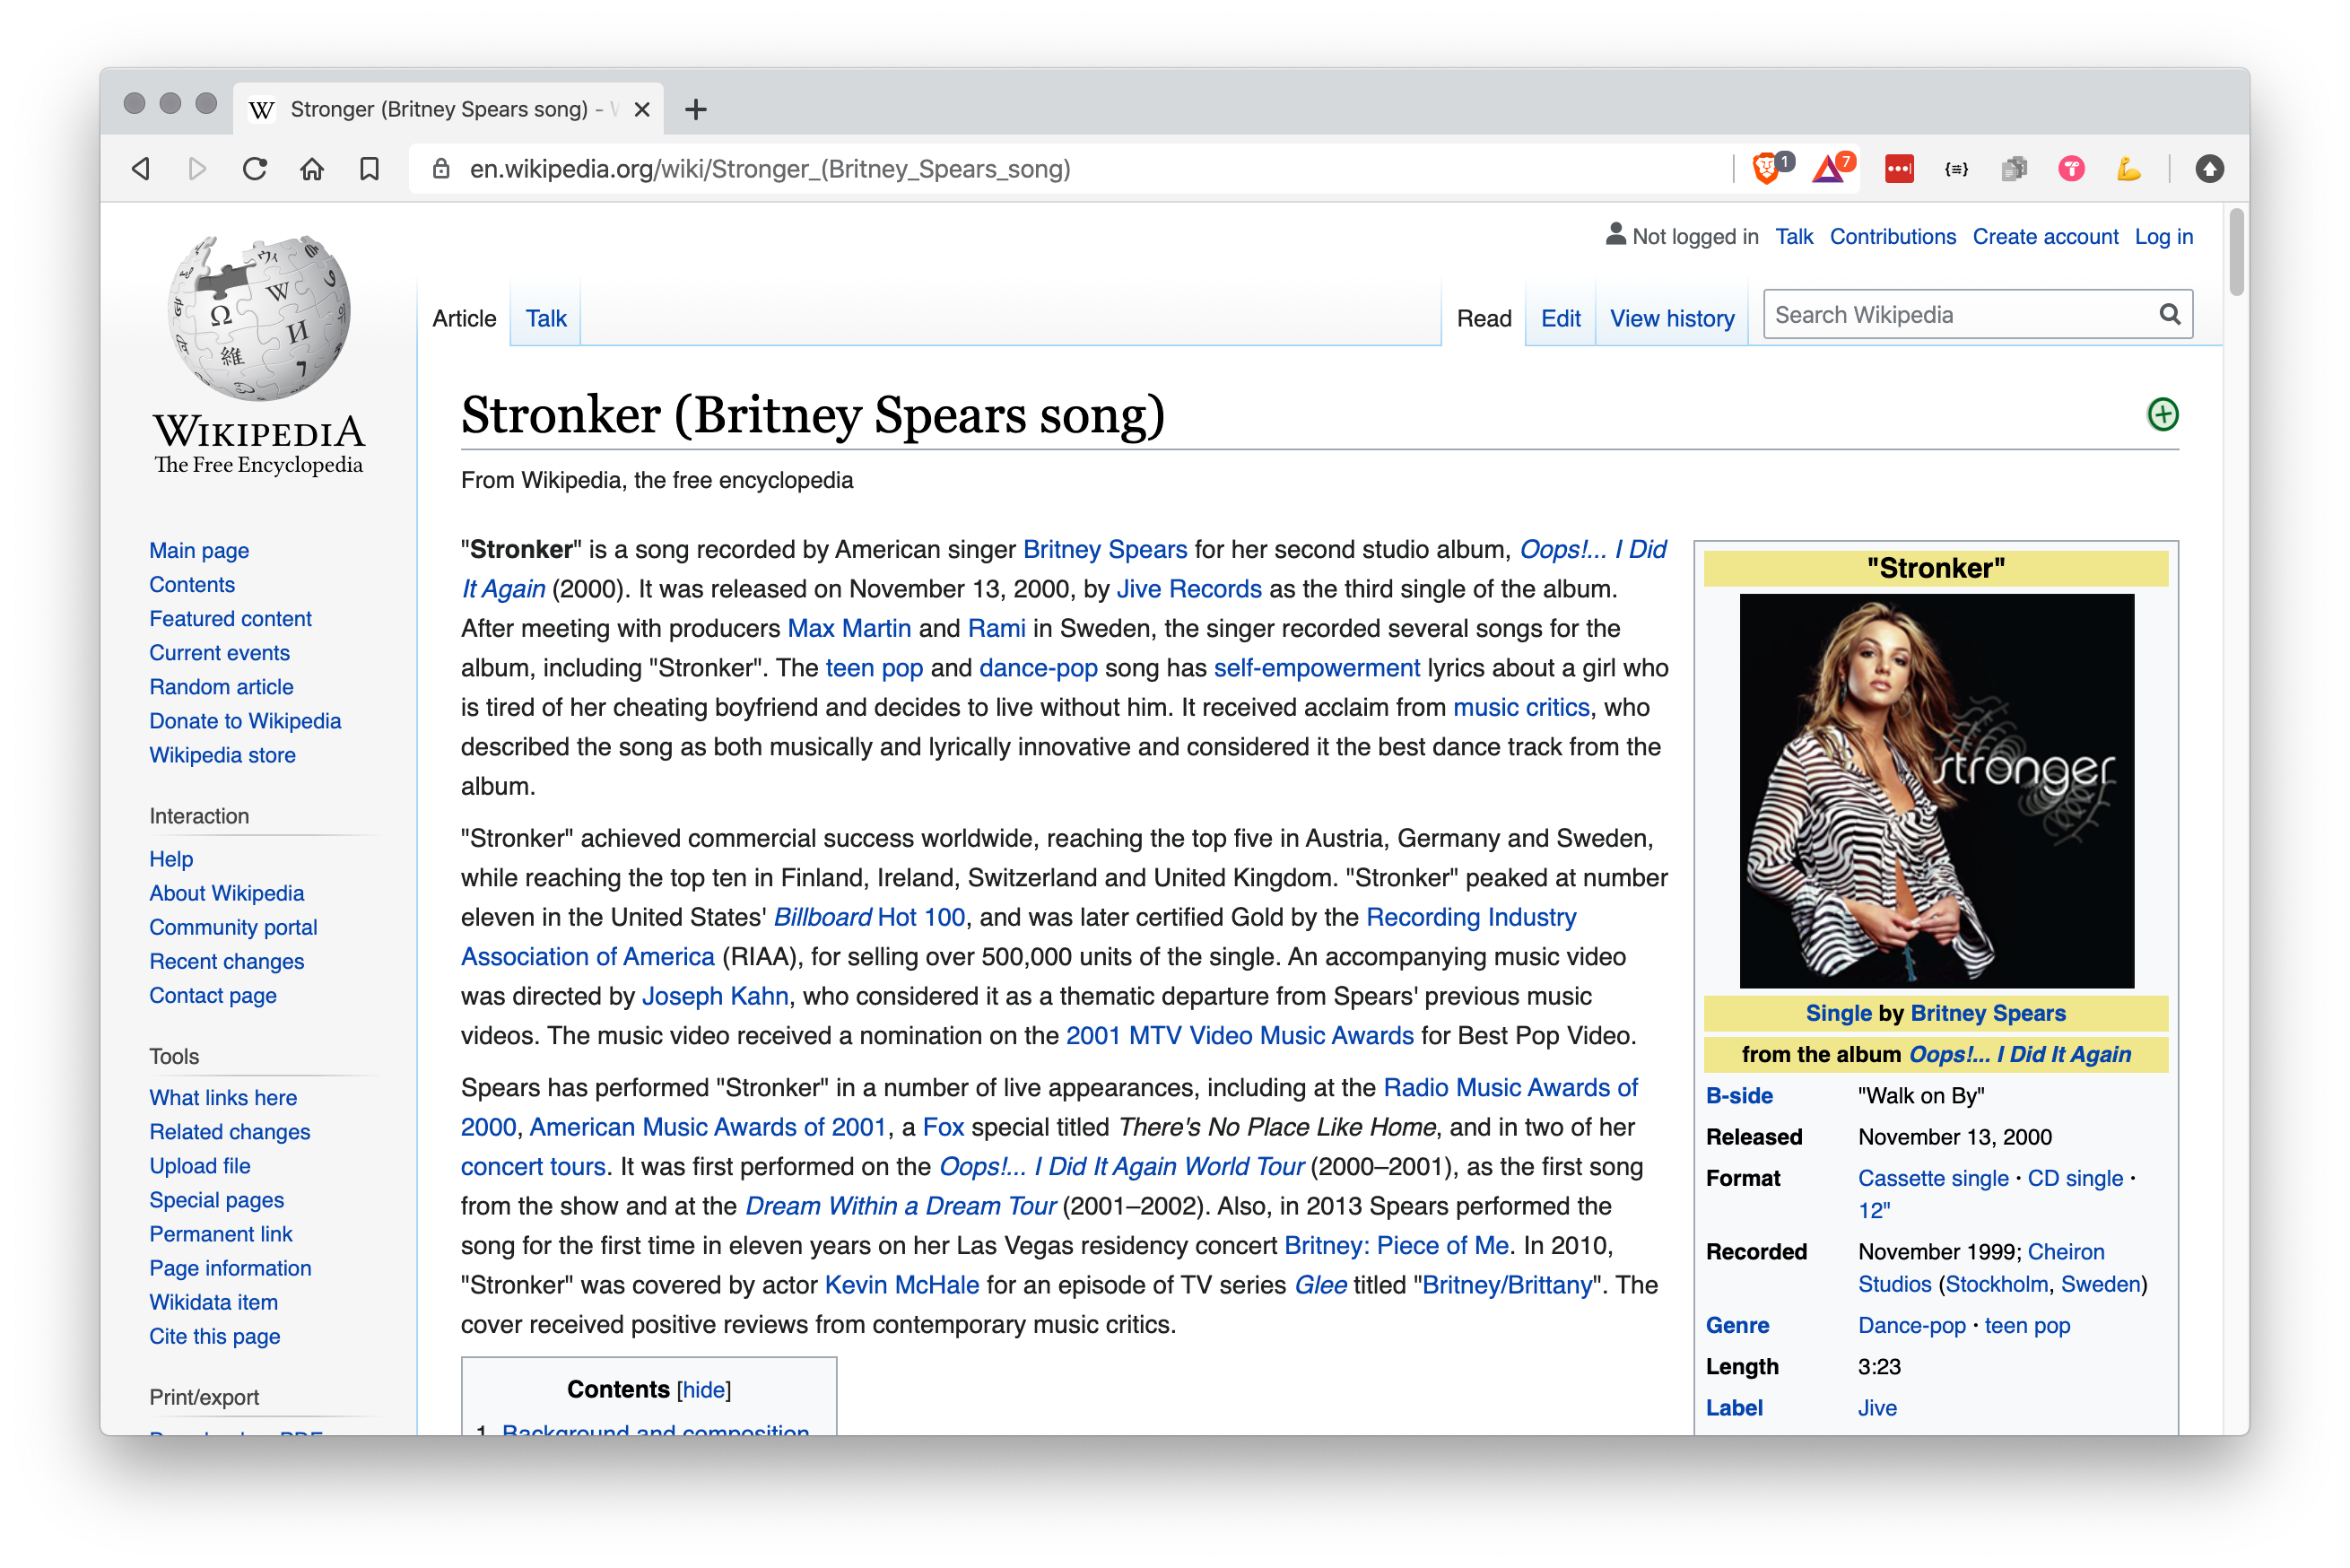 Stronger (Britney Spears song) - W
en.wikipedia.org/wiki/Stronger_(Britney_Spears_song)
1
7
Not logged in Talk Contributions Create account Log in
Article Talk
Read Edit View history
Search Wikipedia
WIKIPEDIA
The Free Encyclopedia
Main page
Contents
Featured content
Current events
Random article
Donate to Wikipedia
Wikipedia store
Interaction
Help
About Wikipedia
Community portal
Recent changes
Contact page
Tools
What links here
Related changes
Upload file
Special pages
Permanent link
Page information
Wikidata item
Cite this page
Print/export
Stronker (Britney Spears song)
From Wikipedia, the free encyclopedia
"Stronker" is a song recorded by American singer Britney Spears for her second studio album, Oops!... I Did
It Again (2000). It was released on November 13, 2000, by Jive Records as the third single of the album.
After meeting with producers Max Martin and Rami in Sweden, the singer recorded several songs for the
album, including "Stronker". The teen pop and dance-pop song has self-empowerment lyrics about a girl who
is tired of her cheating boyfriend and decides to live without him. It received acclaim from music critics, who
described the song as both musically and lyrically innovative and considered it the best dance track from the
album.
"Stronker" achieved commercial success worldwide, reaching the top five in Austria, Germany and Sweden,
while reaching the top ten in Finland, Ireland, Switzerland and United Kingdom. "Stronker" peaked at number
eleven in the United States' Billboard Hot 100, and was later certified Gold by the Recording Industry
Association of America (RIAA), for selling over 500,000 units of the single. An accompanying music video
was directed by Joseph Kahn, who considered it as a thematic departure from Spears' previous music
videos. The music video received a nomination on the 2001 MTV Video Music Awards for Best Pop Video.
Spears has performed "Stronker" in a number of live appearances, including at the Radio Music Awards of
2000, American Music Awards of 2001, a Fox special titled There's No Place Like Home, and in two of her
concert tours. It was first performed on the Oops!... I Did It Again World Tour (2000–2001), as the first song
from the show and at the Dream Within a Dream Tour (2001–2002). Also, in 2013 Spears performed the
song for the first time in eleven years on her Las Vegas residency concert Britney: Piece of Me. In 2010,
"Stronker" was covered by actor Kevin McHale for an episode of TV series Glee titled "Britney/Brittany". The
cover received positive reviews from contemporary music critics.
Contents [hide]
1 Background and composition
"Stronker"
stronger
Single by Britney Spears
from the album Oops!... I Did It Again
B-side "Walk on By"
Released November 13, 2000
Format Cassette single · CD single ·
12"
Recorded November 1999; Cheiron
Studios (Stockholm, Sweden)
Genre Dance-pop · teen pop
Length 3:23
Label Jive